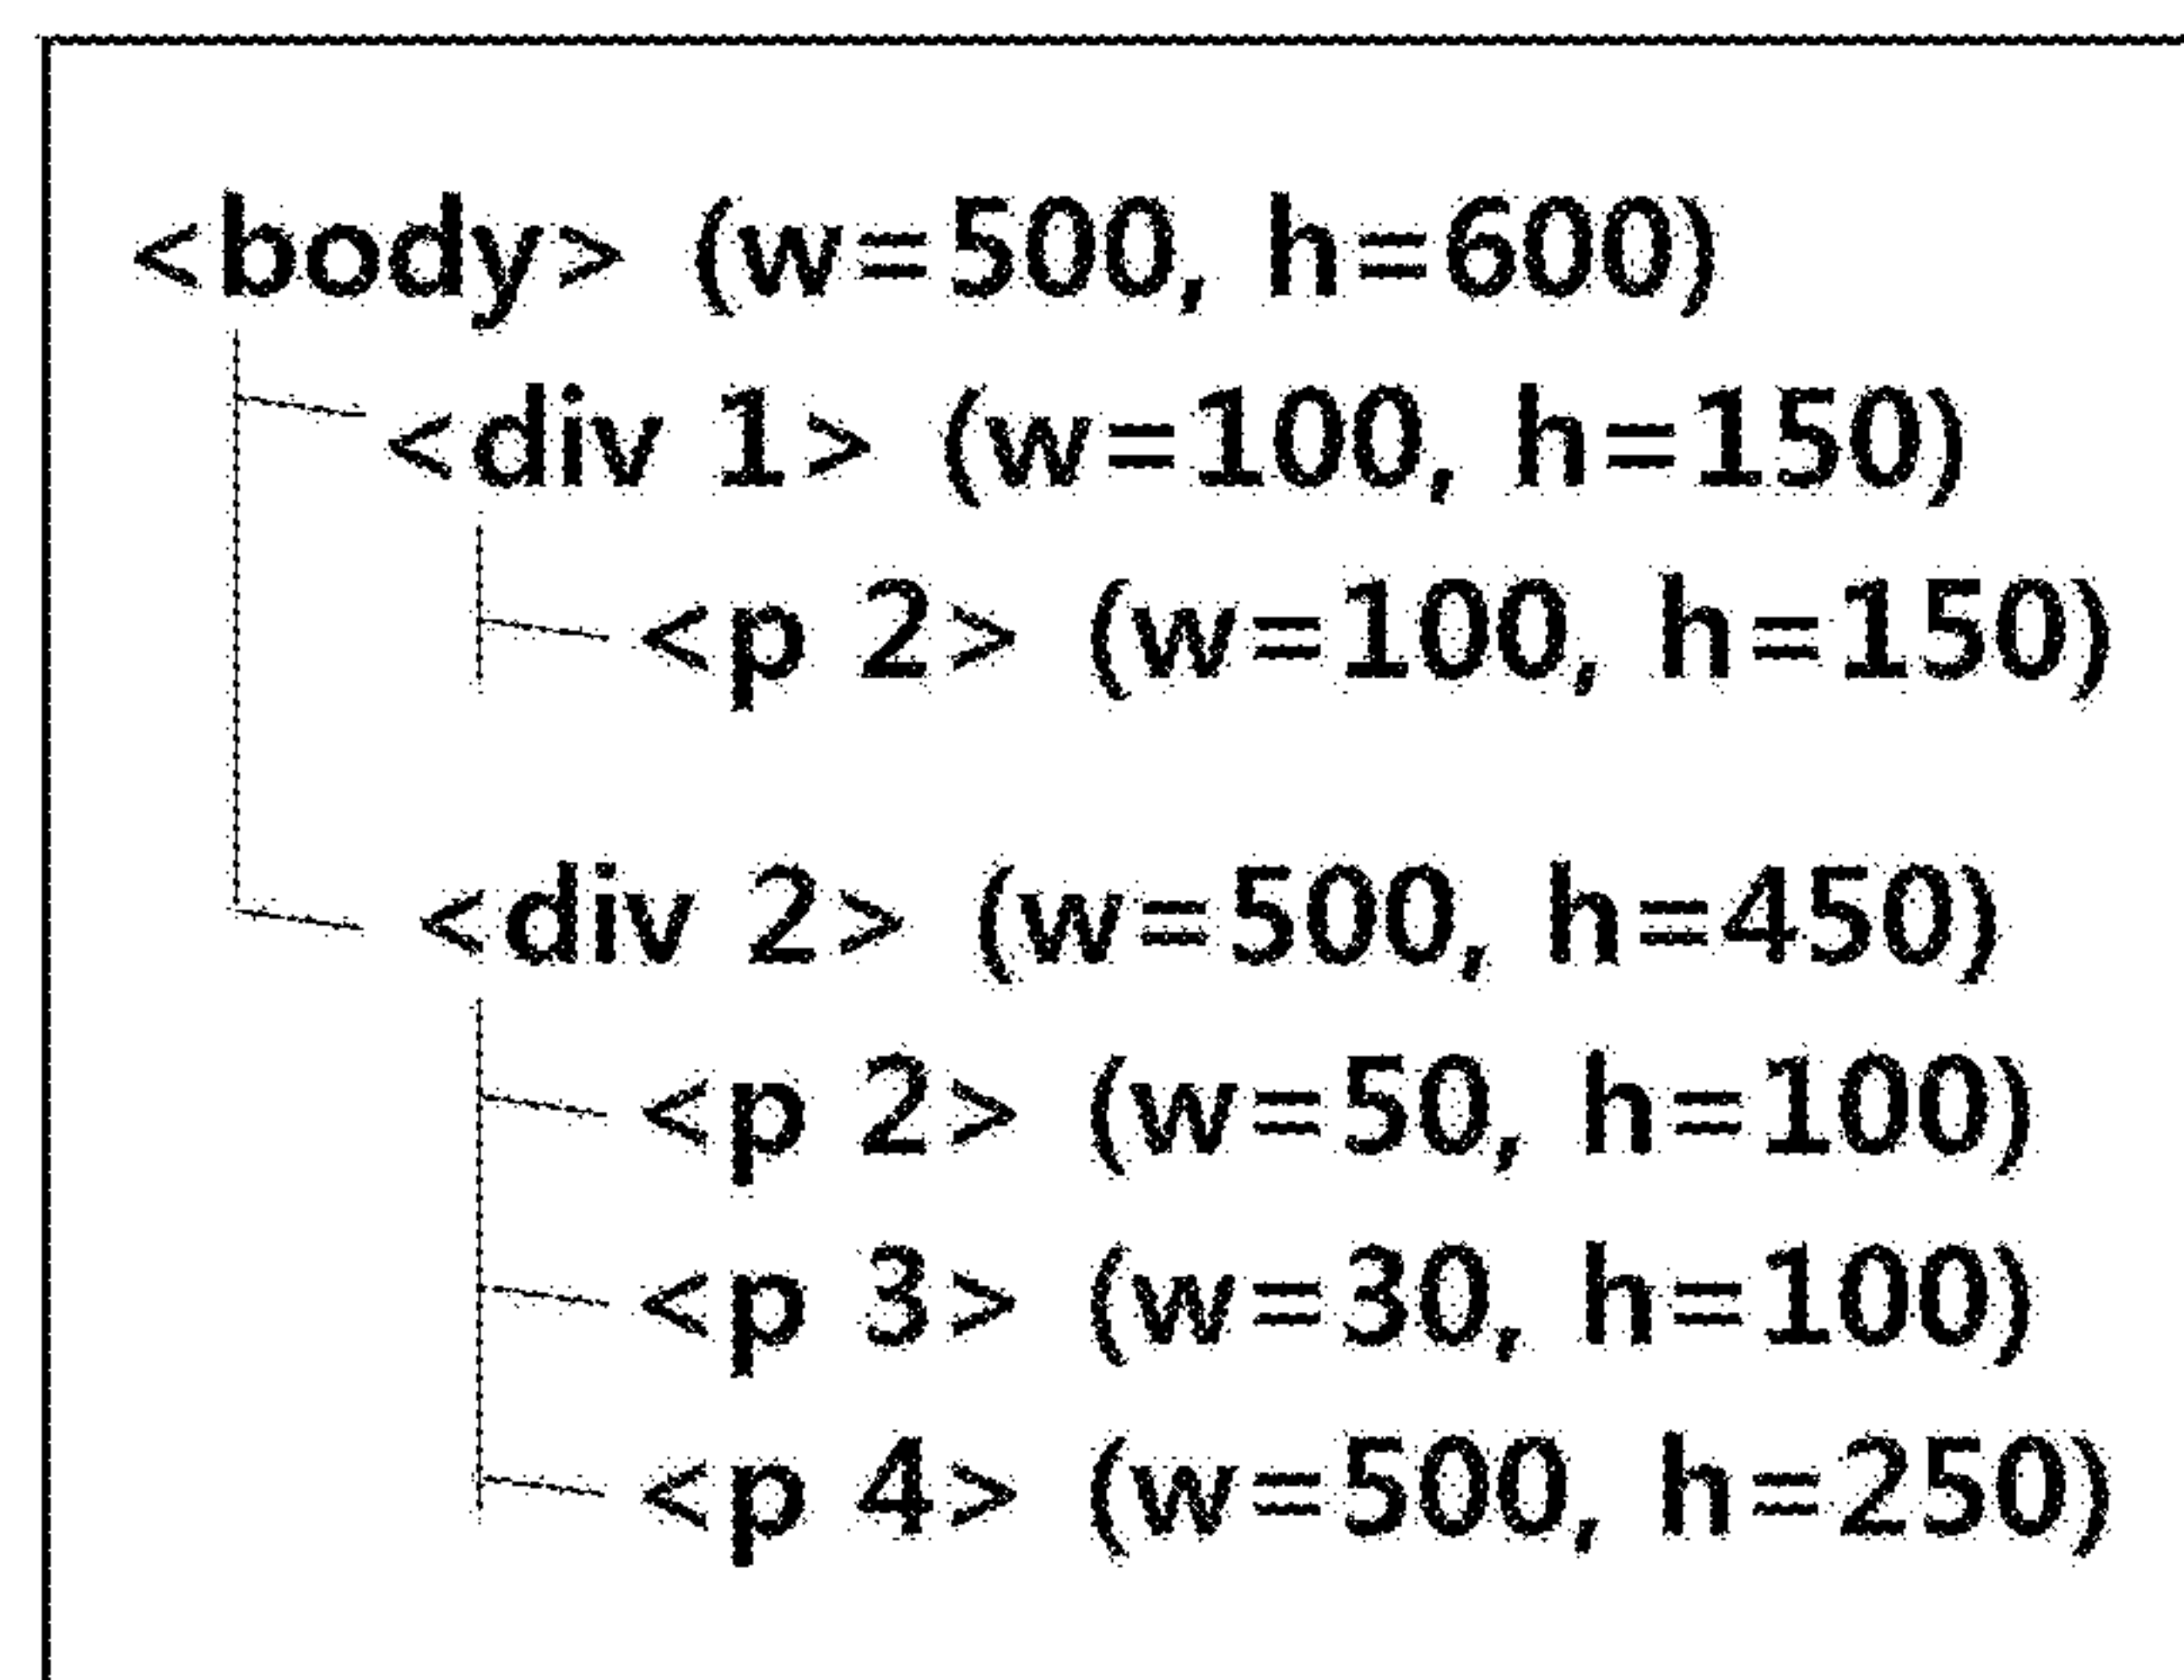 <body> (w=500, h=600)
<div 1> (w=100, h=150)
<p 2> (w=100, h=150)
<div 2> (w=500, h=450)
<p 2> (w=50, h=100)
<p 3> (w=30, h=100)
<p 4> (w=500, h=250)